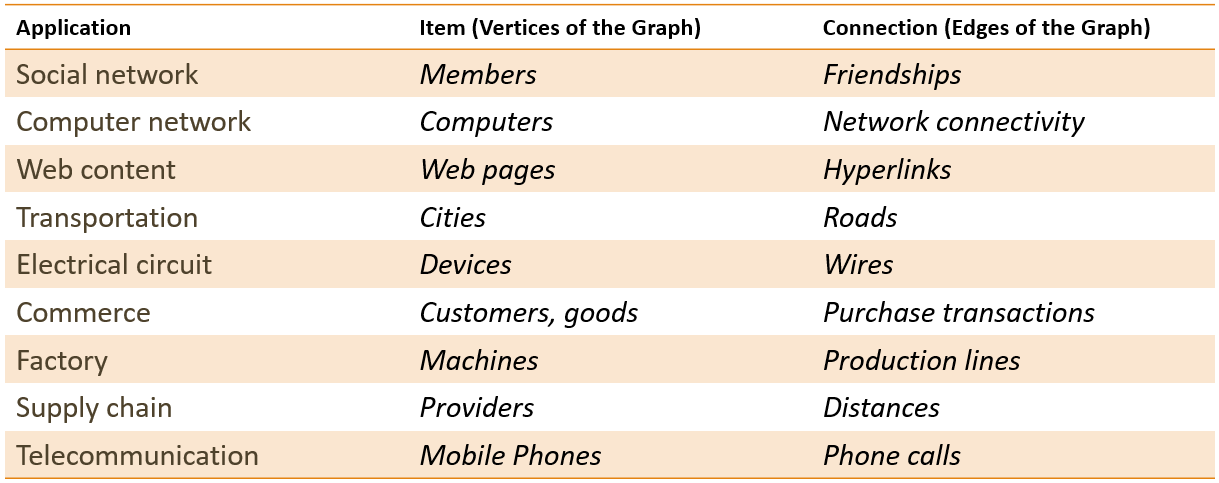 Application Item (Vertices of the Graph) Connection (Edges of the Graph)
Social network Members Friendships
Computer network Computers Network connectivity
Web content Web pages Hyperlinks
Transportation Cities Roads
Electrical circuit Devices Wires
Commerce Customers, goods Purchase transactions
Factory Machines Production lines
Supply chain Providers Distances
Telecommunication Mobile Phones Phone calls